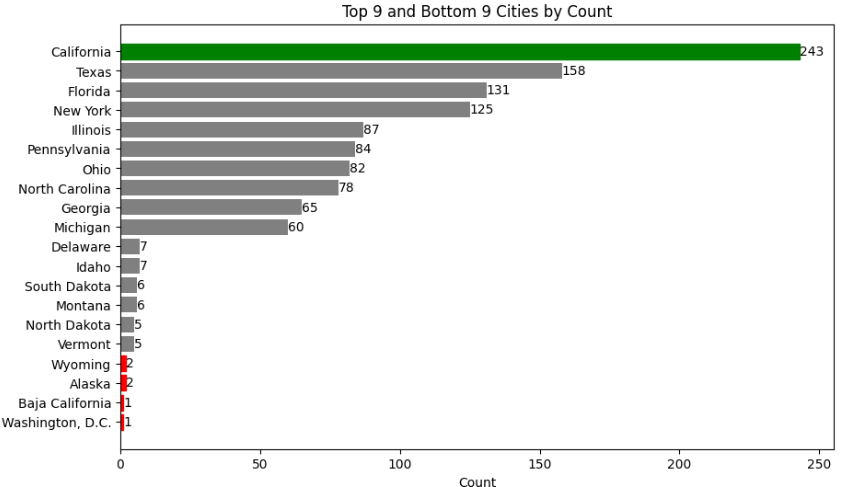 Top 9 and Bottom 9 Cities by Count
California 243
Texas 158
Florida 131
New York 125
Illinois 87
Pennsylvania 84
Ohio 82
North Carolina 78
Georgia 65
Michigan 60
Delaware 7
Idaho 7
South Dakota 6
Montana 6
North Dakota 5
Vermont 5
Wyoming 2
Alaska 2
Baja California 1
Washington, D.C. 1
0 50 100 150 200 250
Count